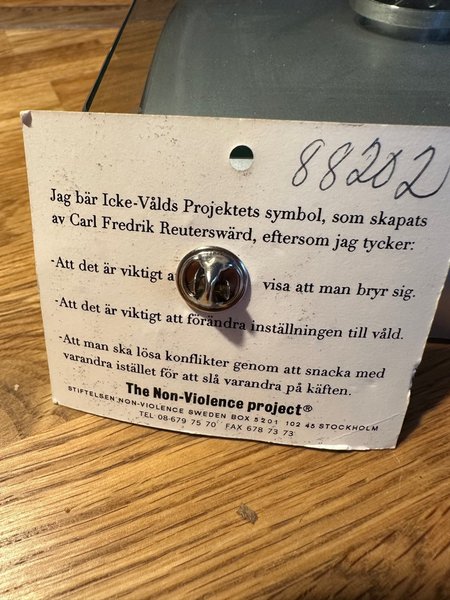 88202
Jag bär Icke-Vålds Projektets symbol, som skapats
av Carl Fredrik Reuterswärd, eftersom jag tycker:
-Att det är viktigt a visa att man bryr sig.
-Att det är viktigt att förändra inställningen till våld.
-Att man ska lösa konflikter genom att snacka med
varandra istället för att slå varandra på käften.
The Non-Violence project®
STIFTELSEN NON-VIOLENCE SWEDEN BOX 5201 102 45 STOCKHOLM
TEL 08-679 75 70 FAX 678 73 73